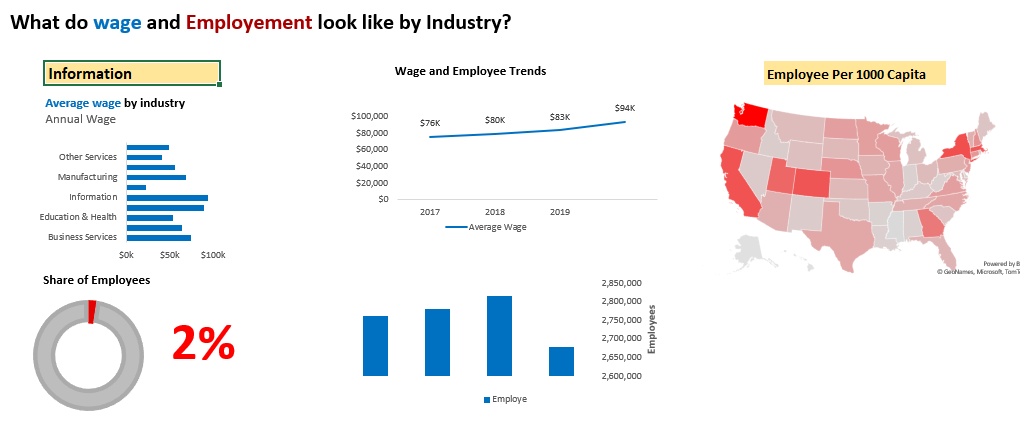 What do wage and Employement look like by Industry?
Information
Average wage by industry
Annual Wage
Other Services
Manufacturing
Information
Education & Health
Business Services
$0k $50k $100k
Share of Employees
2%
Wage and Employee Trends
$100,000
$80,000
$60,000
$40,000
$20,000
$0
$76K $80K $83K $94K
2017 2018 2019
Average Wage
2,850,000
2,800,000
2,750,000
2,700,000
2,650,000
2,600,000
Employees
Employe
Employee Per 1000 Capita
Powered by B
© GeoNames, Microsoft, TomT